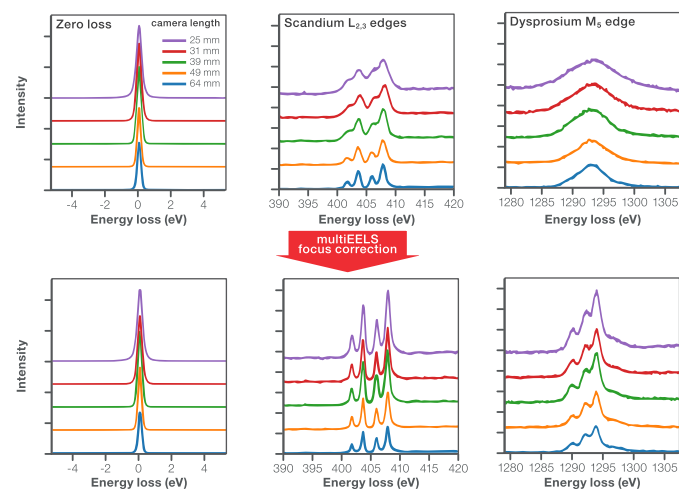 Zero loss
camera length
25 mm
31 mm
39 mm
49 mm
64 mm
Scandium L2,3 edges
Dysprosium M5 edge
Intensity
-4 -2 0 2 4
390 395 400 405 410 415 420
1280 1285 1290 1295 1300 1305
Energy loss (eV)
Energy loss (eV)
Energy loss (eV)
multiEELS
focus correction
Intensity
-4 -2 0 2 4
390 400 410 420
1280 1285 1290 1295 1300 1305
Energy loss (eV)
Energy loss (eV)
Energy loss (eV)